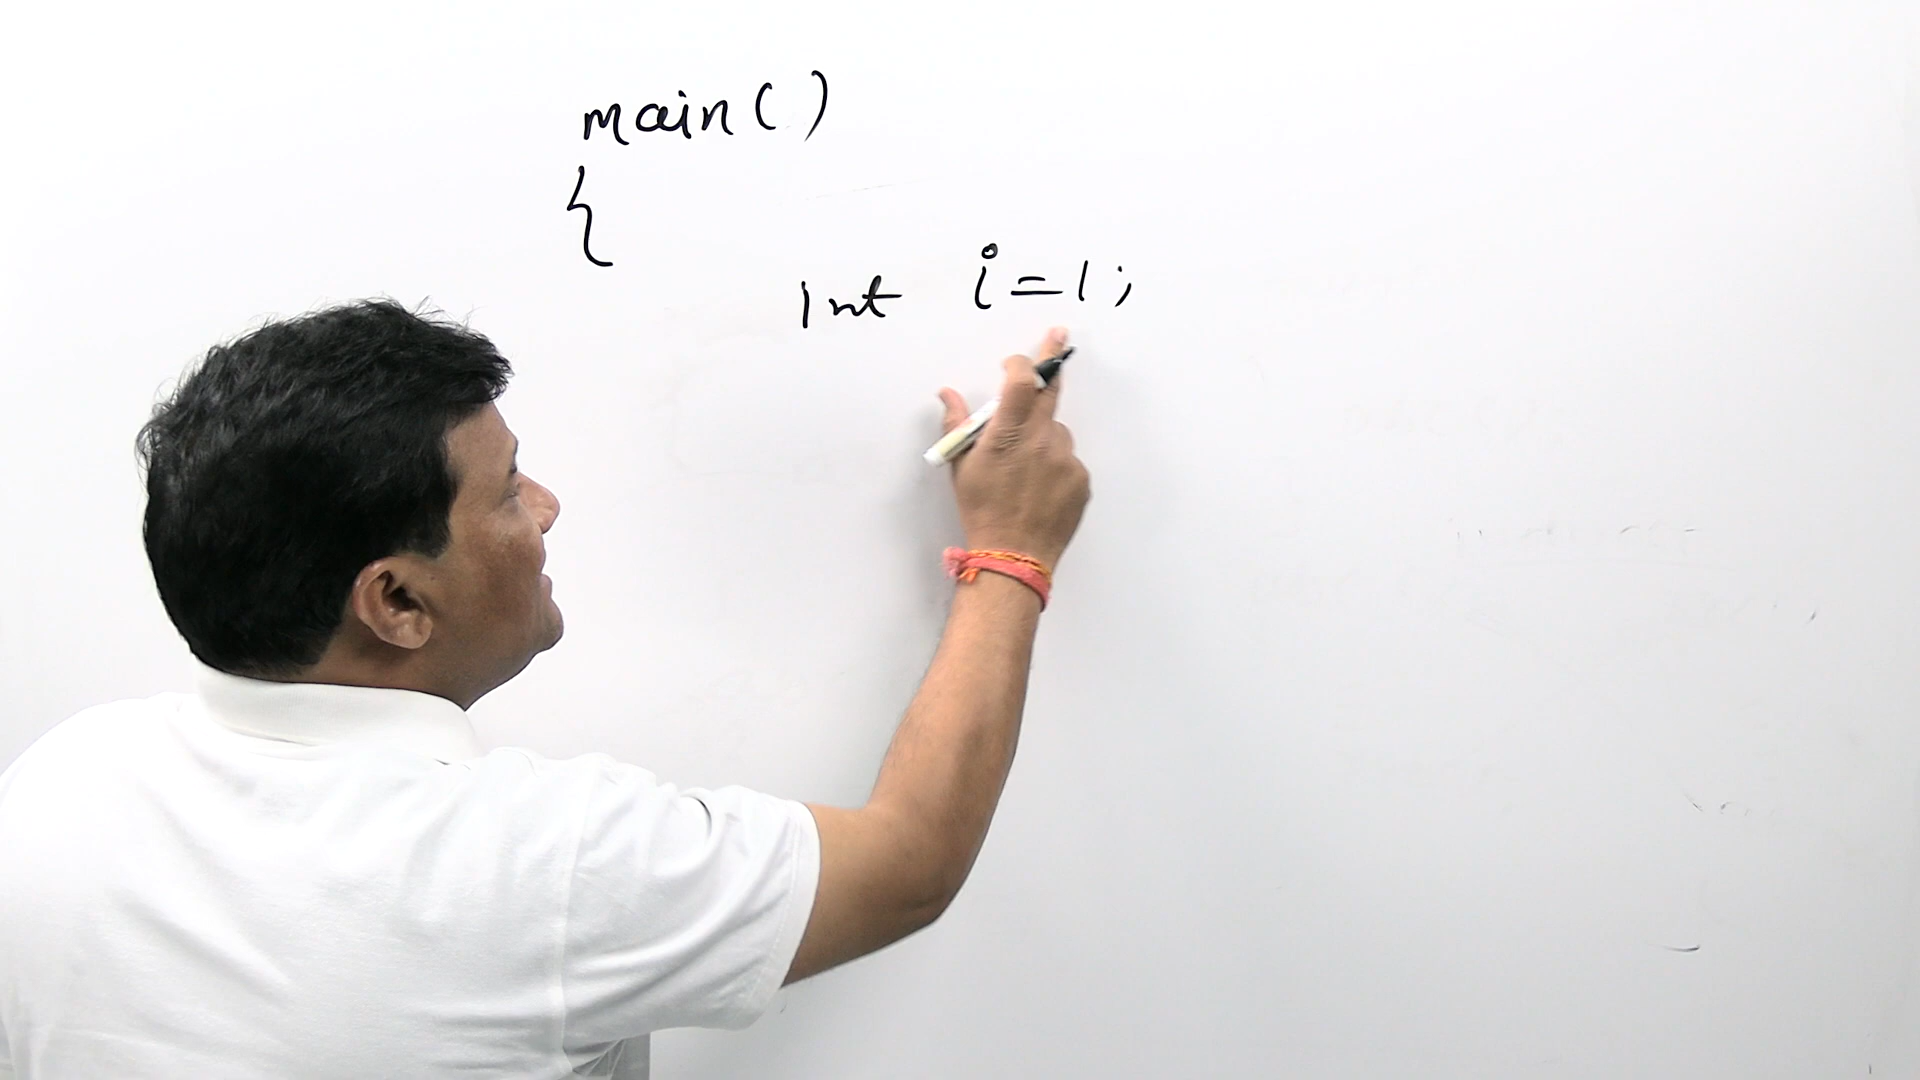 main()
{
int i=1;